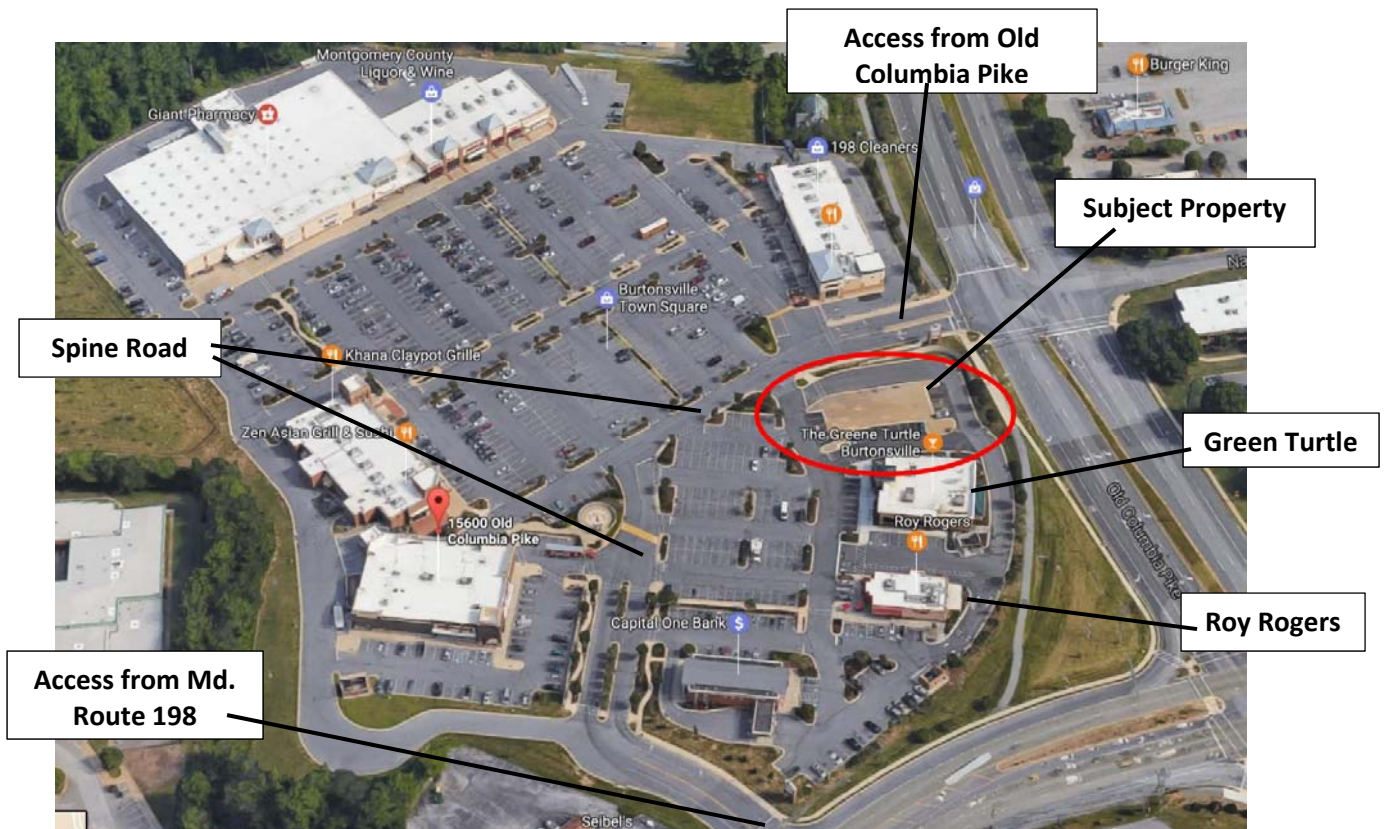 Access from Old
Columbia Pike
Montgomery County
Liquor & Wine
Burger King
Giant Pharmacy
198 Cleaners
Subject Property
Na
Burtonsville
Town Square
Spine Road
Khana Claypot Grille
Zen Asian Grill & Sushi
The Greene Turtle
Burtonsville
Green Turtle
15600 Old
Columbia Pike
Roy Rogers
Old Columbia Pike
Capital One Bank
$
Roy Rogers
Access from Md.
Route 198
Seibel's